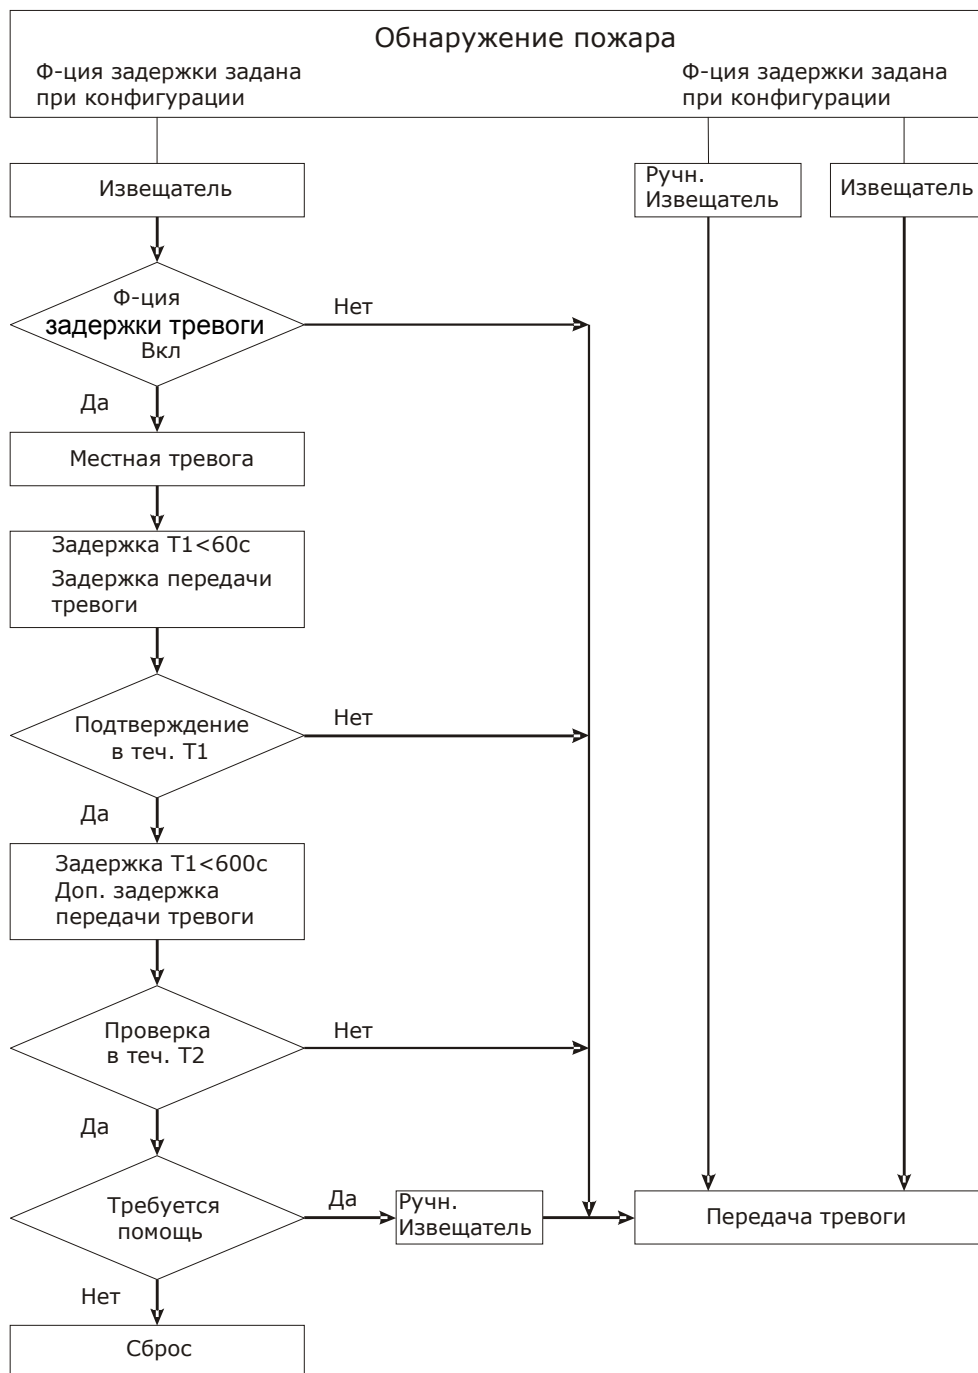 Обнаружение пожара
Ф-ция задержки задана
при конфигурации
Ф-ция задержки задана
при конфигурации
Извещатель
Ручн.
Извещатель
Извещатель
Ф-ция
задержки тревоги
Вкл
Нет
Да
Местная тревога
Задержка Т1<60с
Задержка передачи
тревоги
Подтверждение
в теч. Т1
Нет
Да
Задержка Т1<600с
Доп. задержка
передачи тревоги
Проверка
в теч. Т2
Нет
Да
Требуется
помощь
Да
Ручн.
Извещатель
Передача тревоги
Нет
Сброс